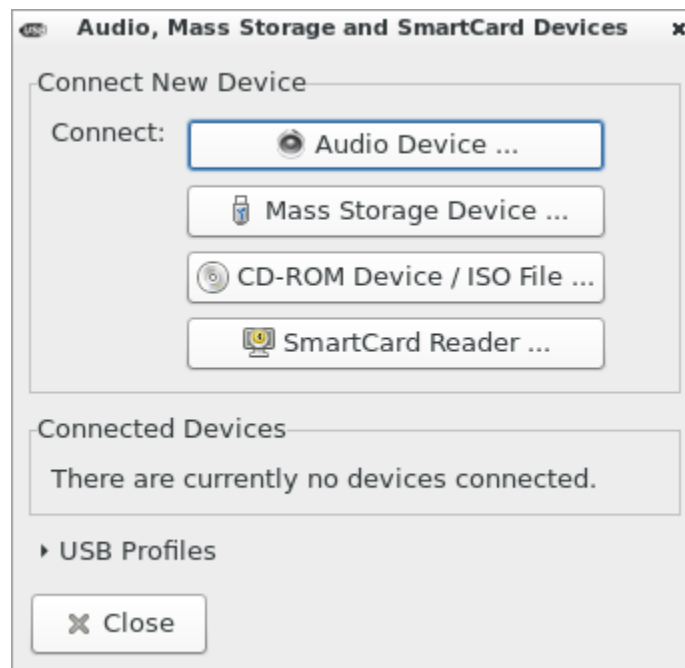 Audio, Mass Storage and SmartCard Devices
Connect New Device
Connect:
Audio Device ...
Mass Storage Device ...
CD-ROM Device / ISO File ...
SmartCard Reader ...
Connected Devices
There are currently no devices connected.
USB Profiles
Close